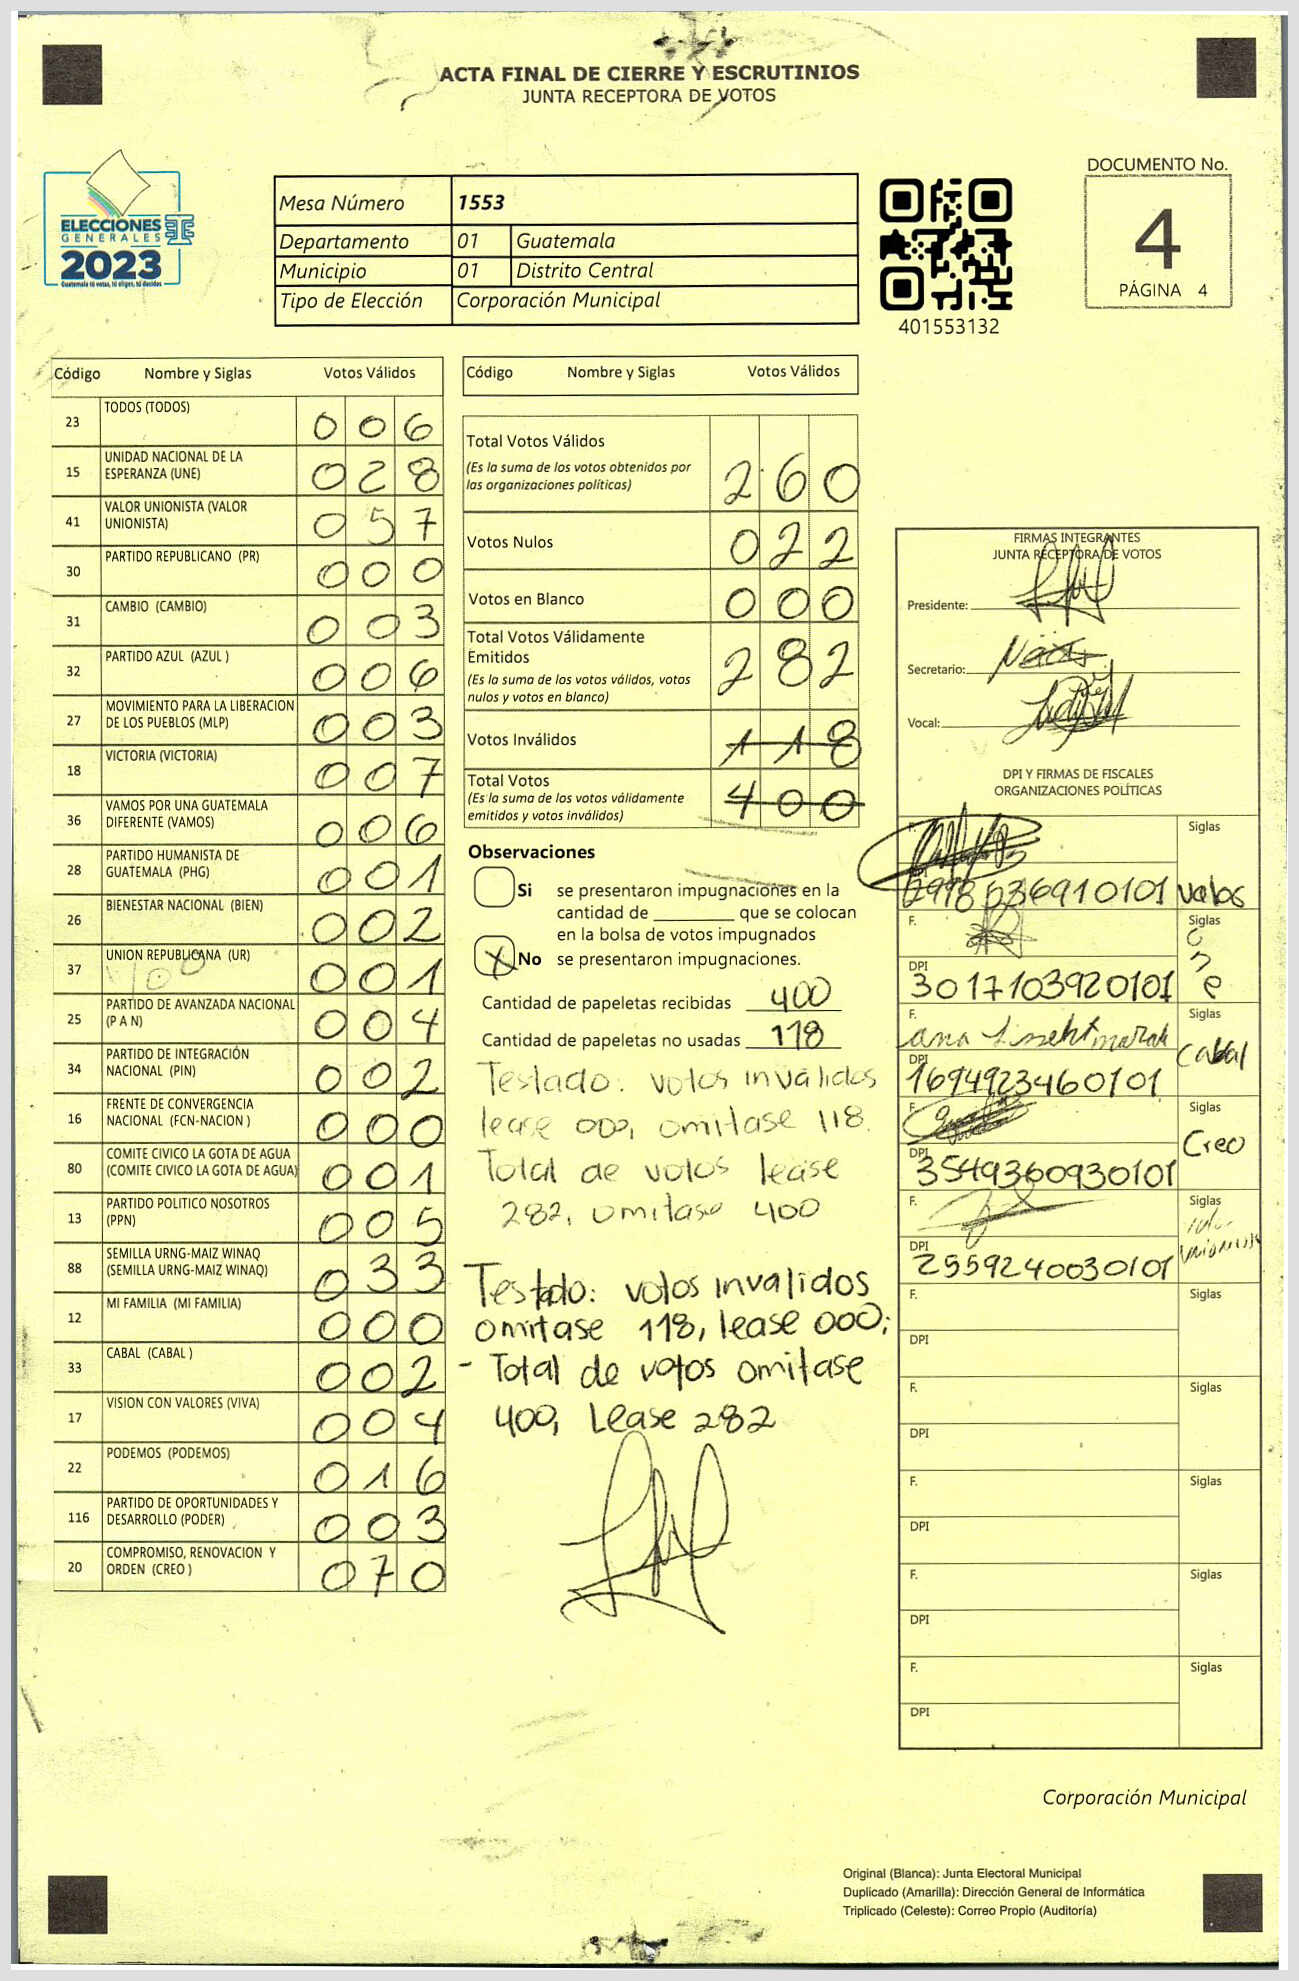 ACTA FINAL DE CIERRE Y ESCRUTINIOS
JUNTA RECEPTORA DE VOTOS
ELECCIONES
GENERALES
2023
Guatemala tú votas, tú eliges, tú decides
Mesa Número 1553
Departamento 01 Guatemala
Municipio 01 Distrito Central
Tipo de Elección Corporación Municipal
401553132
DOCUMENTO No.
4
PÁGINA 4
Código Nombre y Siglas Votos Válidos
23 TODOS (TODOS) 006
15 UNIDAD NACIONAL DE LA ESPERANZA (UNE) 028
41 VALOR UNIONISTA (VALOR UNIONISTA) 057
30 PARTIDO REPUBLICANO (PR) 000
31 CAMBIO (CAMBIO) 003
32 PARTIDO AZUL (AZUL ) 006
27 MOVIMIENTO PARA LA LIBERACION DE LOS PUEBLOS (MLP) 003
18 VICTORIA (VICTORIA) 007
36 VAMOS POR UNA GUATEMALA DIFERENTE (VAMOS) 006
28 PARTIDO HUMANISTA DE GUATEMALA (PHG) 001
26 BIENESTAR NACIONAL (BIEN) 002
37 UNION REPUBLICANA (UR) 001
25 PARTIDO DE AVANZADA NACIONAL (P A N) 004
34 PARTIDO DE INTEGRACIÓN NACIONAL (PIN) 002
16 FRENTE DE CONVERGENCIA NACIONAL (FCN-NACION ) 000
80 COMITE CIVICO LA GOTA DE AGUA (COMITE CIVICO LA GOTA DE AGUA) 001
13 PARTIDO POLITICO NOSOTROS (PPN) 005
88 SEMILLA URNG-MAIZ WINAQ (SEMILLA URNG-MAIZ WINAQ) 033
12 MI FAMILIA (MI FAMILIA) 000
33 CABAL (CABAL ) 002
17 VISION CON VALORES (VIVA) 004
22 PODEMOS (PODEMOS) 016
116 PARTIDO DE OPORTUNIDADES Y DESARROLLO (PODER) 003
20 COMPROMISO, RENOVACION Y ORDEN (CREO ) 070
Código Nombre y Siglas Votos Válidos
Total Votos Válidos 260
(Es la suma de los votos obtenidos por
las organizaciones políticas)
Votos Nulos 022
Votos en Blanco 000
Total Votos Válidamente Emitidos 282
(Es la suma de los votos válidos, votos
nulos y votos en blanco)
Votos Inválidos 118
Total Votos 400
(Es la suma de los votos válidamente
emitidos y votos inválidos)
Observaciones
Si se presentaron impugnaciones en la
cantidad de ________ que se colocan
en la bolsa de votos impugnados
X No se presentaron impugnaciones.
Cantidad de papeletas recibidas 400
Cantidad de papeletas no usadas 118
Testado: votos inválidos
lease 000, omitase 118.
Total de votos lease
282, omitase 400
Testado: votos invalidos
omitase 118, lease 000;
- Total de votos omitase
400, Lease 282
FIRMAS INTEGRANTES
JUNTA RECEPTORA DE VOTOS
Presidente:
Secretario:
Vocal:
DPI Y FIRMAS DE FISCALES
ORGANIZACIONES POLÍTICAS
F. Siglas
F. Siglas
une
DPI
3017103920101
F. Siglas
Cabal
DPI
1694923460101
F. Siglas
Creo
DPI
3549360930101
F. Siglas
DPI
2559240030101
F. Siglas
DPI
F. Siglas
DPI
F. Siglas
DPI
F. Siglas
DPI
F. Siglas
DPI
Corporación Municipal
Original (Blanca): Junta Electoral Municipal
Duplicado (Amarilla): Dirección General de Informática
Triplicado (Celeste): Correo Propio (Auditoría)